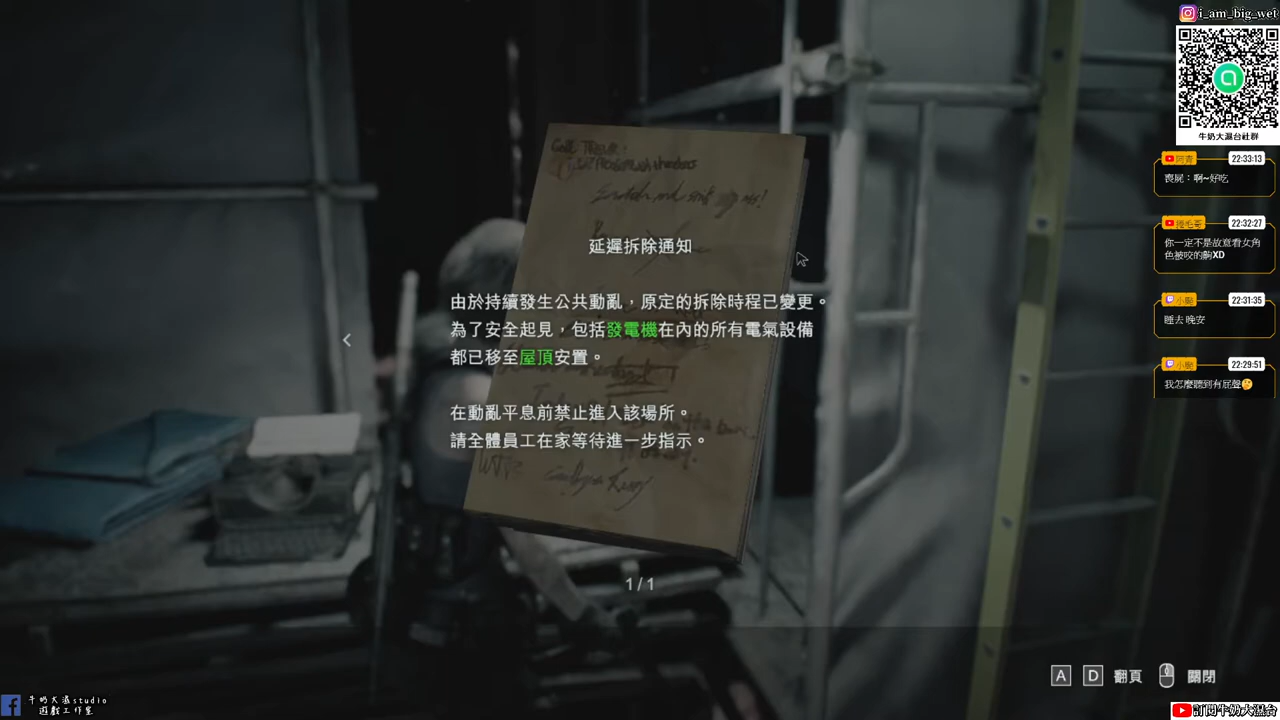 i_am_big_wet
牛奶大濕台社群
22:33:13
喪屍：啊~好吃
22:32:27
你一定不是故意看女角
色被咬的胸XD
小點 22:31:35
睡去 晚安
小點 22:29:51
我怎麼聽到有屁聲🤔
延遲拆除通知
由於持續發生公共動亂，原定的拆除時程已變更。
為了安全起見，包括發電機在內的所有電氣設備
都已移至屋頂安置。
在動亂平息前禁止進入該場所。
請全體員工在家等待進一步指示。
1/1
A D 翻頁 關閉
牛奶大濕studio
遊戲工作室
訂閱牛奶大濕台